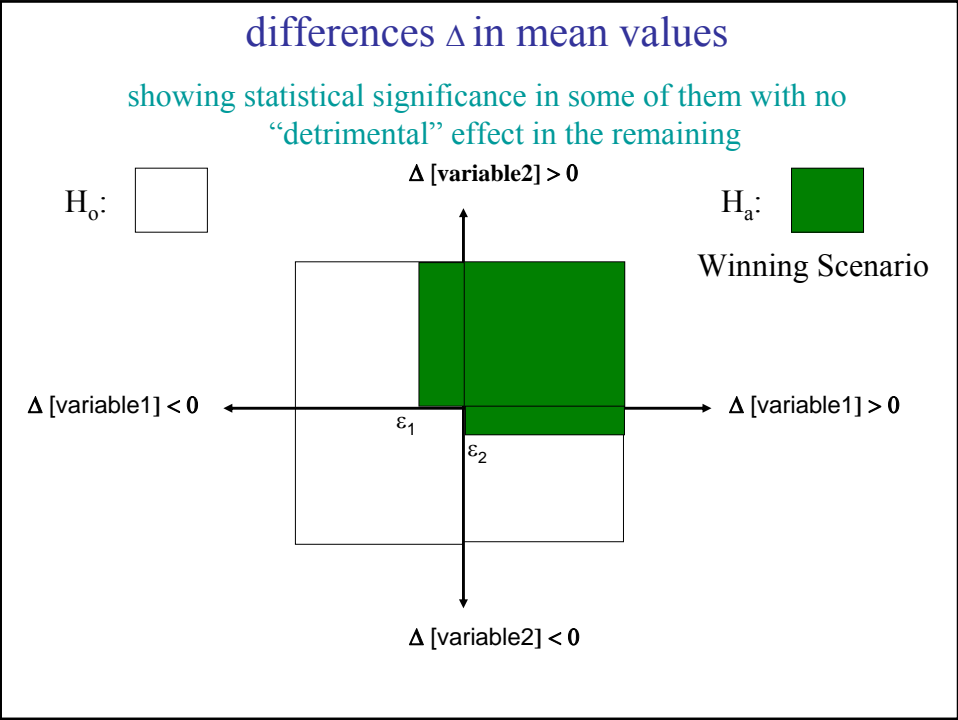 differences Δ in mean values
showing statistical significance in some of them with no
“detrimental” effect in the remaining
Δ [variable2] > 0
Hₒ:
Hₐ:
Winning Scenario
Δ [variable1] < 0
Δ [variable1] > 0
ε₁
ε₂
Δ [variable2] < 0